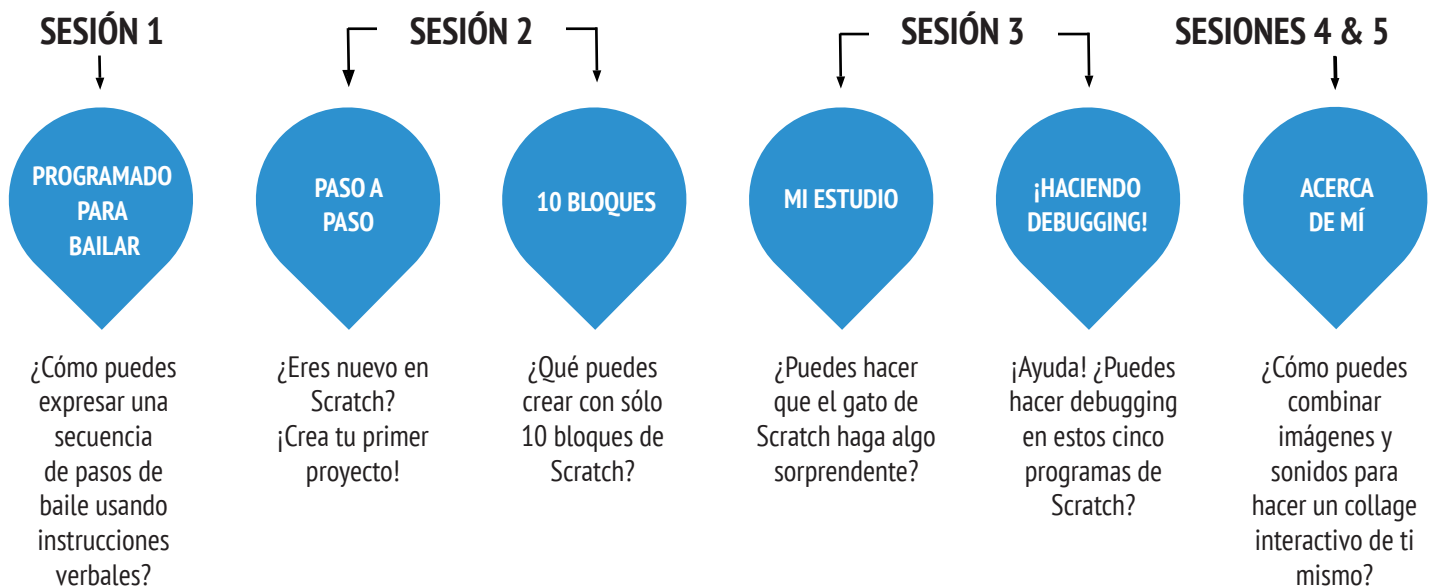 SESIÓN 1
SESIÓN 2
SESIÓN 3
SESIONES 4 & 5
PROGRAMADO
PARA
BAILAR
PASO A
PASO
10 BLOQUES
MI ESTUDIO
¡HACIENDO
DEBUGGING!
ACERCA
DE MÍ
¿Cómo puedes
expresar una
secuencia
de pasos de
baile usando
instrucciones
verbales?
¿Eres nuevo en
Scratch?
¡Crea tu primer
proyecto!
¿Qué puedes
crear con sólo
10 bloques de
Scratch?
¿Puedes hacer
que el gato de
Scratch haga algo
sorprendente?
¡Ayuda! ¿Puedes
hacer debugging
en estos cinco
programas de
Scratch?
¿Cómo puedes
combinar
imágenes y
sonidos para
hacer un collage
interactivo de ti
mismo?